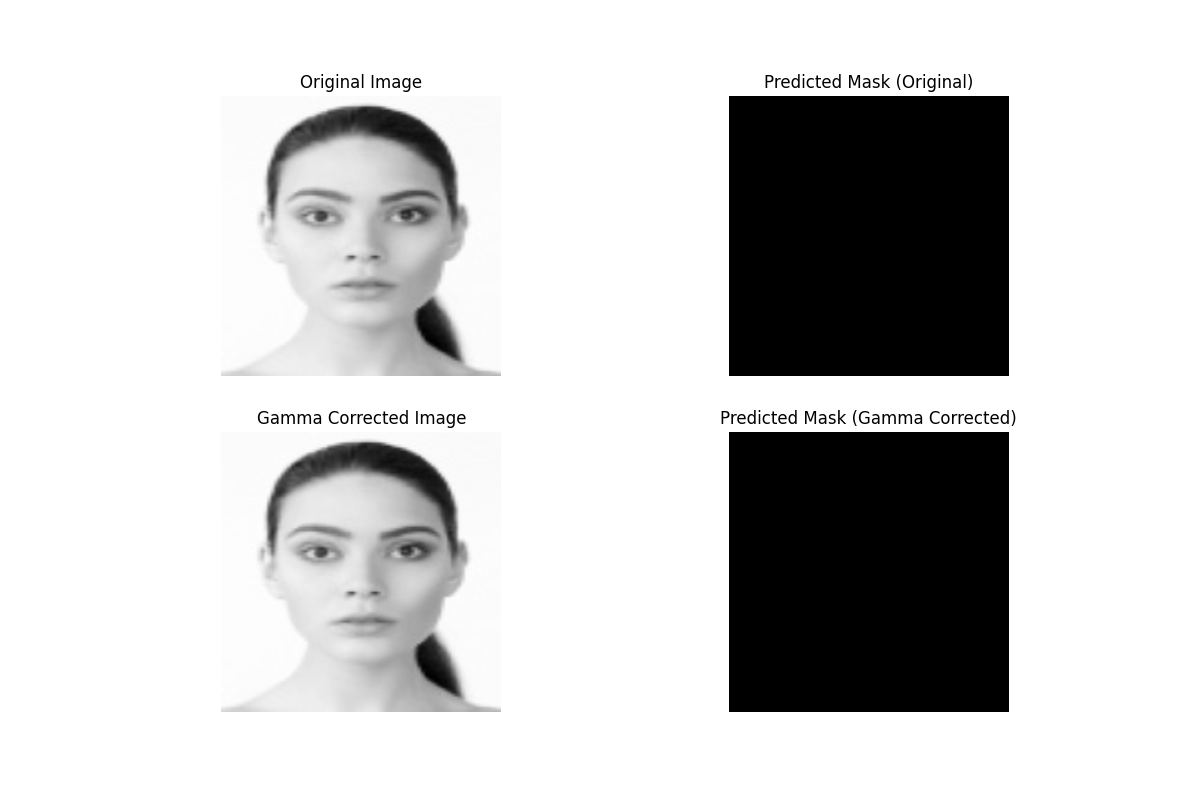 Original Image
Predicted Mask (Original)
Gamma Corrected Image
Predicted Mask (Gamma Corrected)